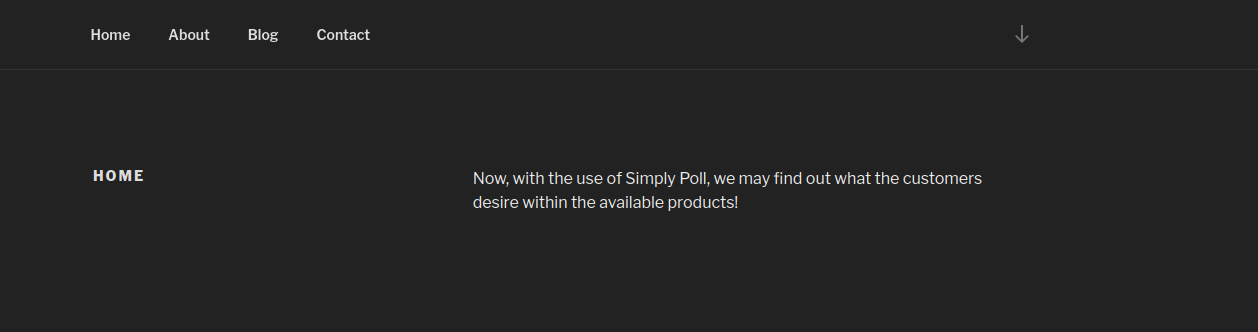 Home About Blog Contact
HOME
Now, with the use of Simply Poll, we may find out what the customers
desire within the available products!